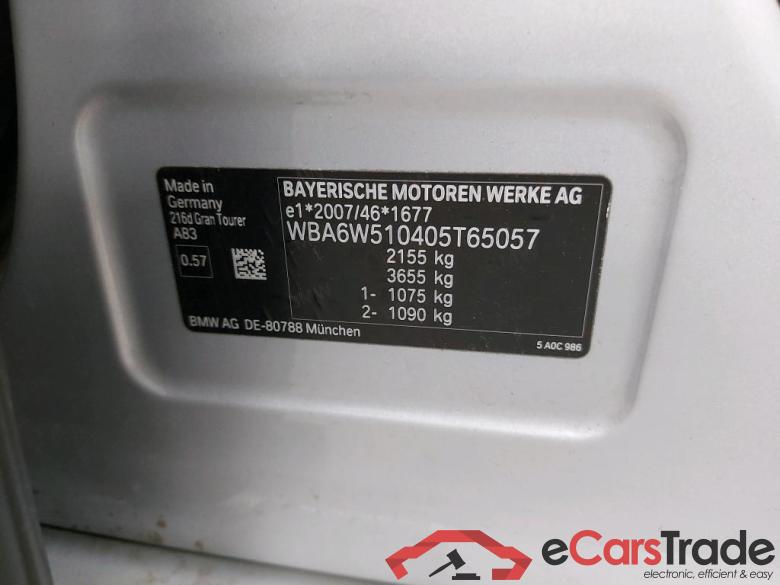 Made in
Germany
216d Gran Tourer
A83
0.57
BAYERISCHE MOTOREN WERKE AG
e1*2007/46*1677
WBA6W510405T65057
2155 kg
3655 kg
1- 1075 kg
2- 1090 kg
BMW AG DE-80788 München
5 A0C 986
eCarsTrade
electronic, efficient & easy